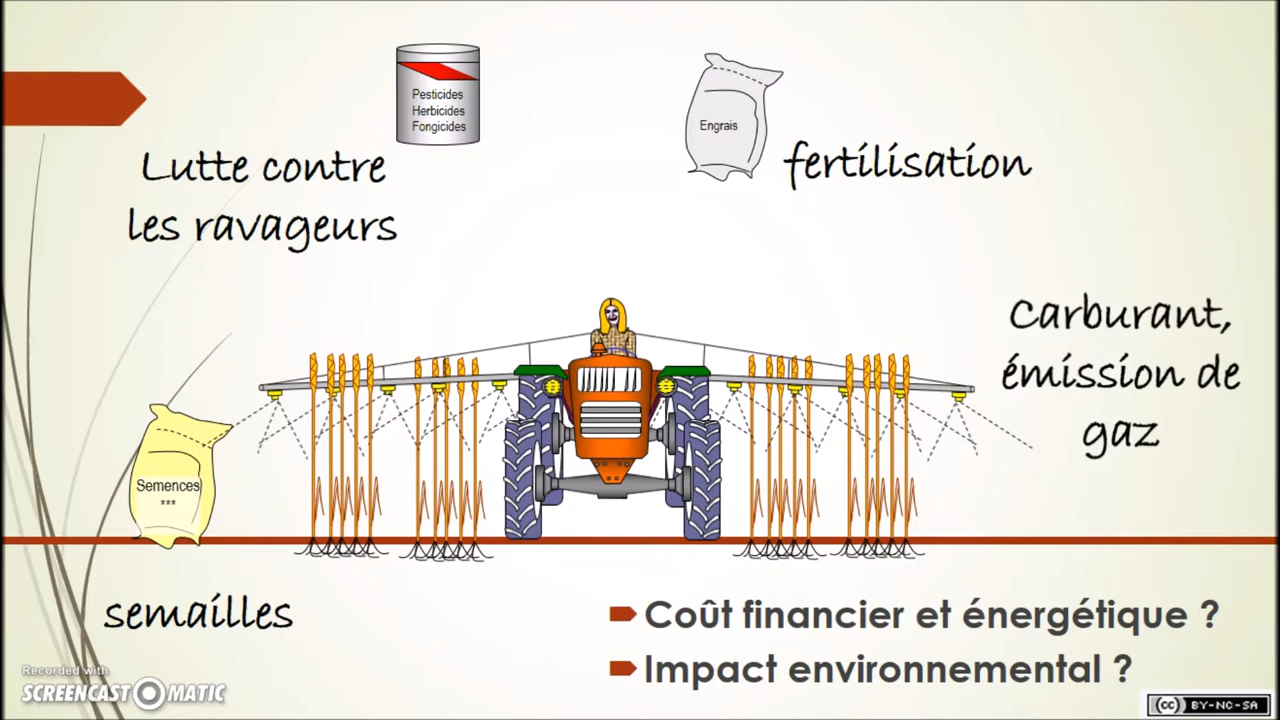 Pesticides
Herbicides
Fongicides
Engrais
Lutte contre
les ravageurs
fertilisation
Carburant,
émission de
gaz
Semences
***
semailles
Coût financier et énergétique ?
Impact environnemental ?
Recorded with
SCREENCAST MATIC
cc BY-NC-SA